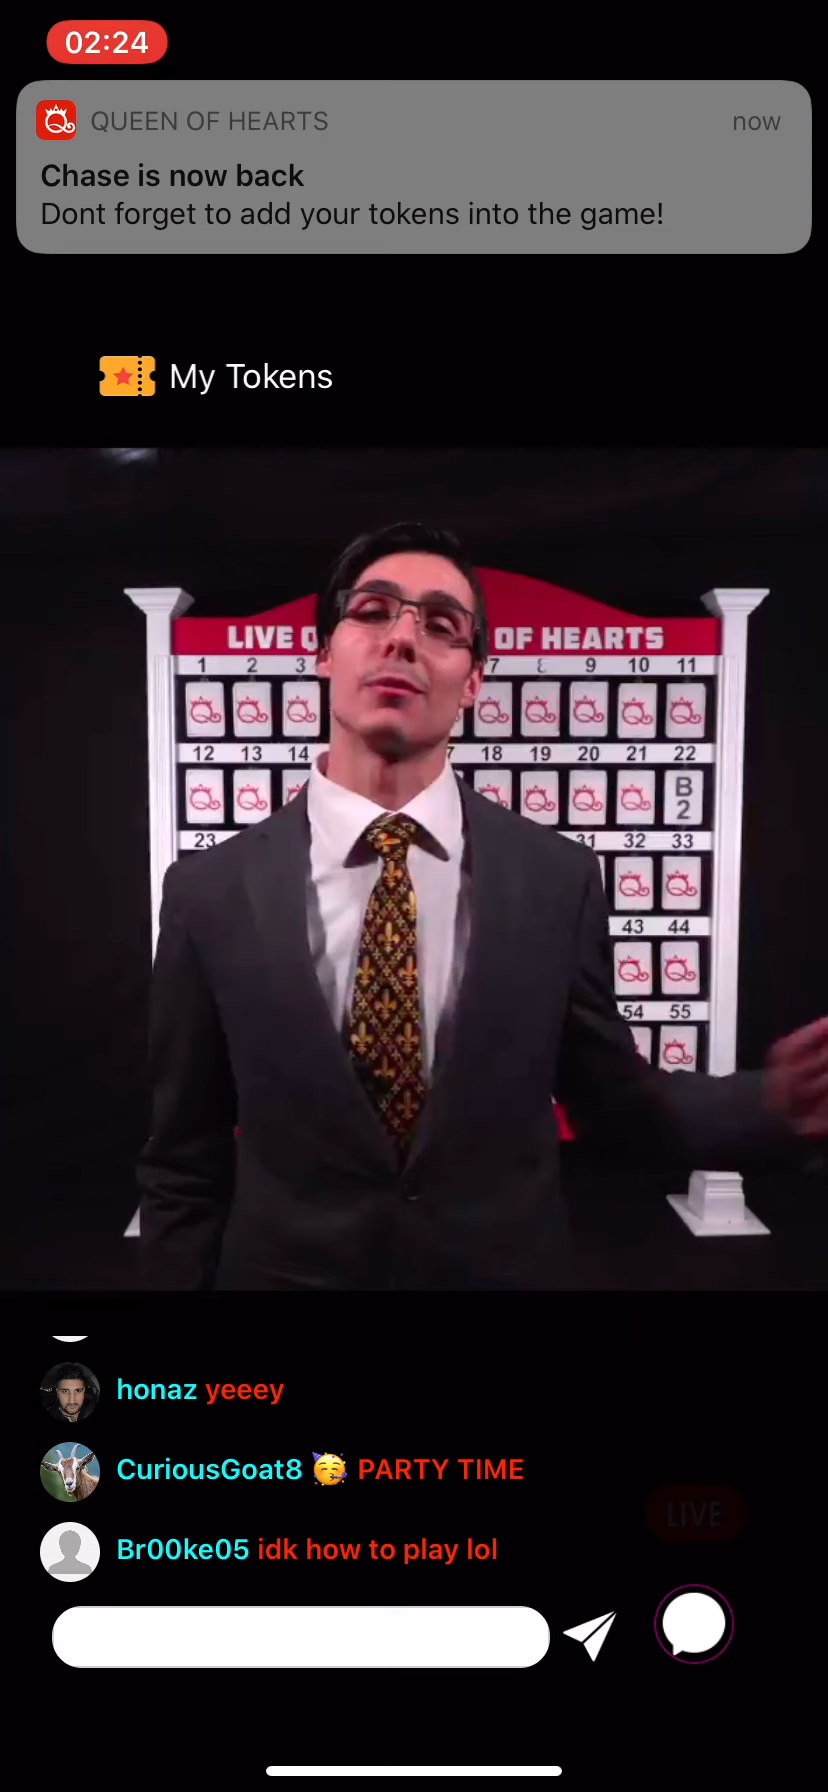 02:24
QUEEN OF HEARTS now
Chase is now back
Dont forget to add your tokens into the game!
My Tokens
LIVE Q OF HEARTS
1 2 3 7 8 9 10 11
12 13 14 7 18 19 20 21 22
B
2
23 31 32 33
43 44
54 55
honaz yeeey
CuriousGoat8 🥳 PARTY TIME
Br00ke05 idk how to play lol
LIVE